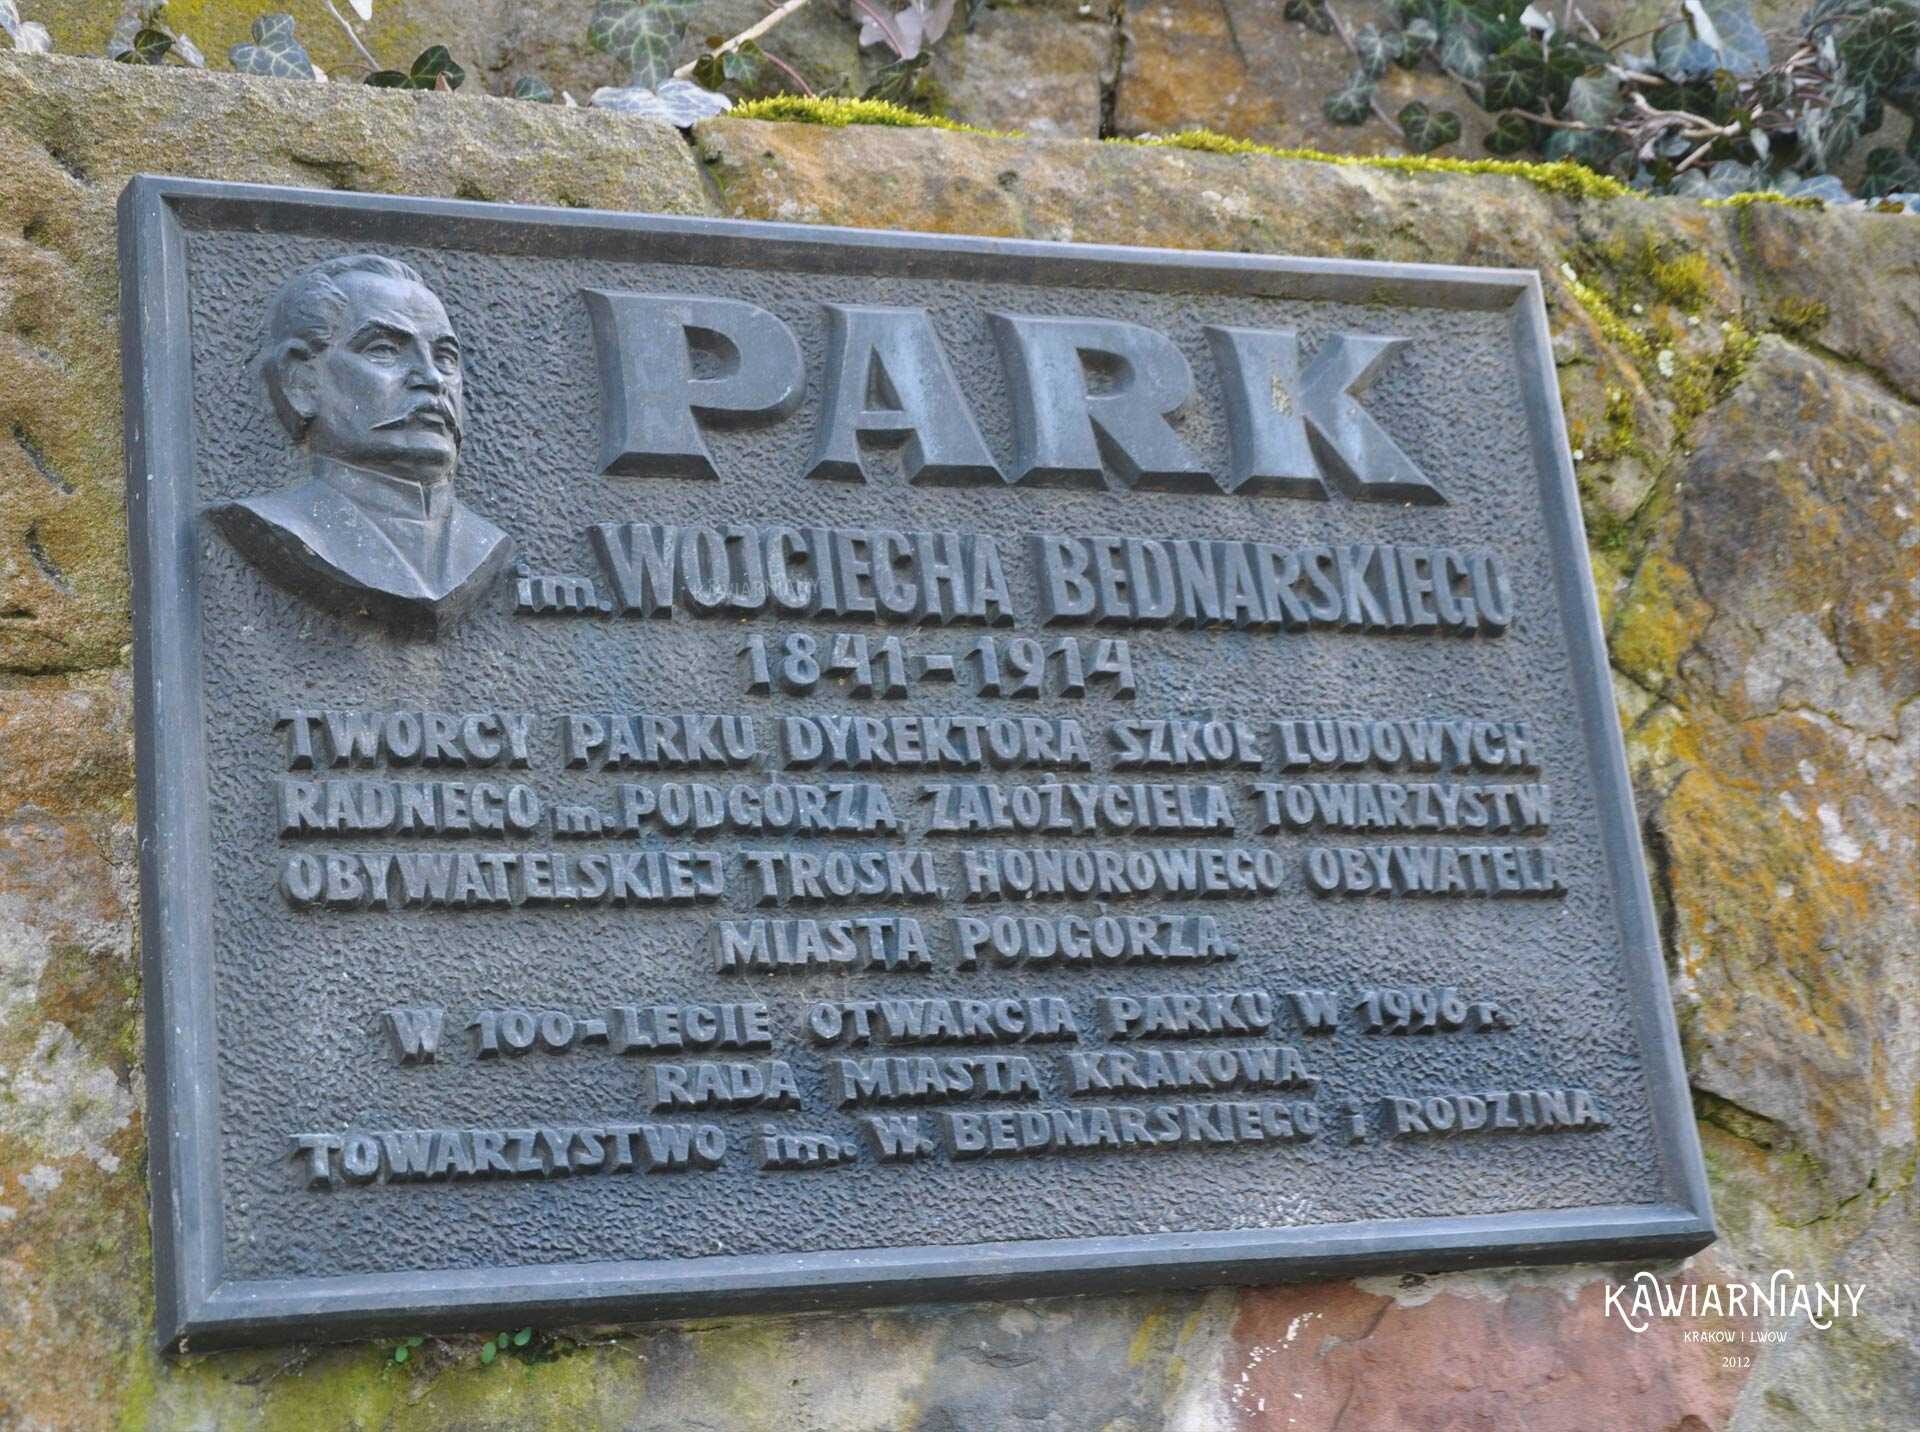 PARK
im. WOJCIECHA BEDNARSKIEGO
1841-1914
TWÓRCY PARKU, DYREKTORA SZKÓŁ LUDOWYCH
RADNEGO m. PODGÓRZA, ZAŁOŻYCIELA TOWARZYSTW
OBYWATELSKIEJ TROSKI, HONOROWEGO OBYWATELA
MIASTA PODGÓRZA.
W 100-LECIE OTWARCIA PARKU W 1996 r.
RADA MIASTA KRAKOWA
TOWARZYSTWO im. W. BEDNARSKIEGO i RODZINA
KAWIARNIANY
KAWIARNIANY
KRAKÓW I LWÓW
2012